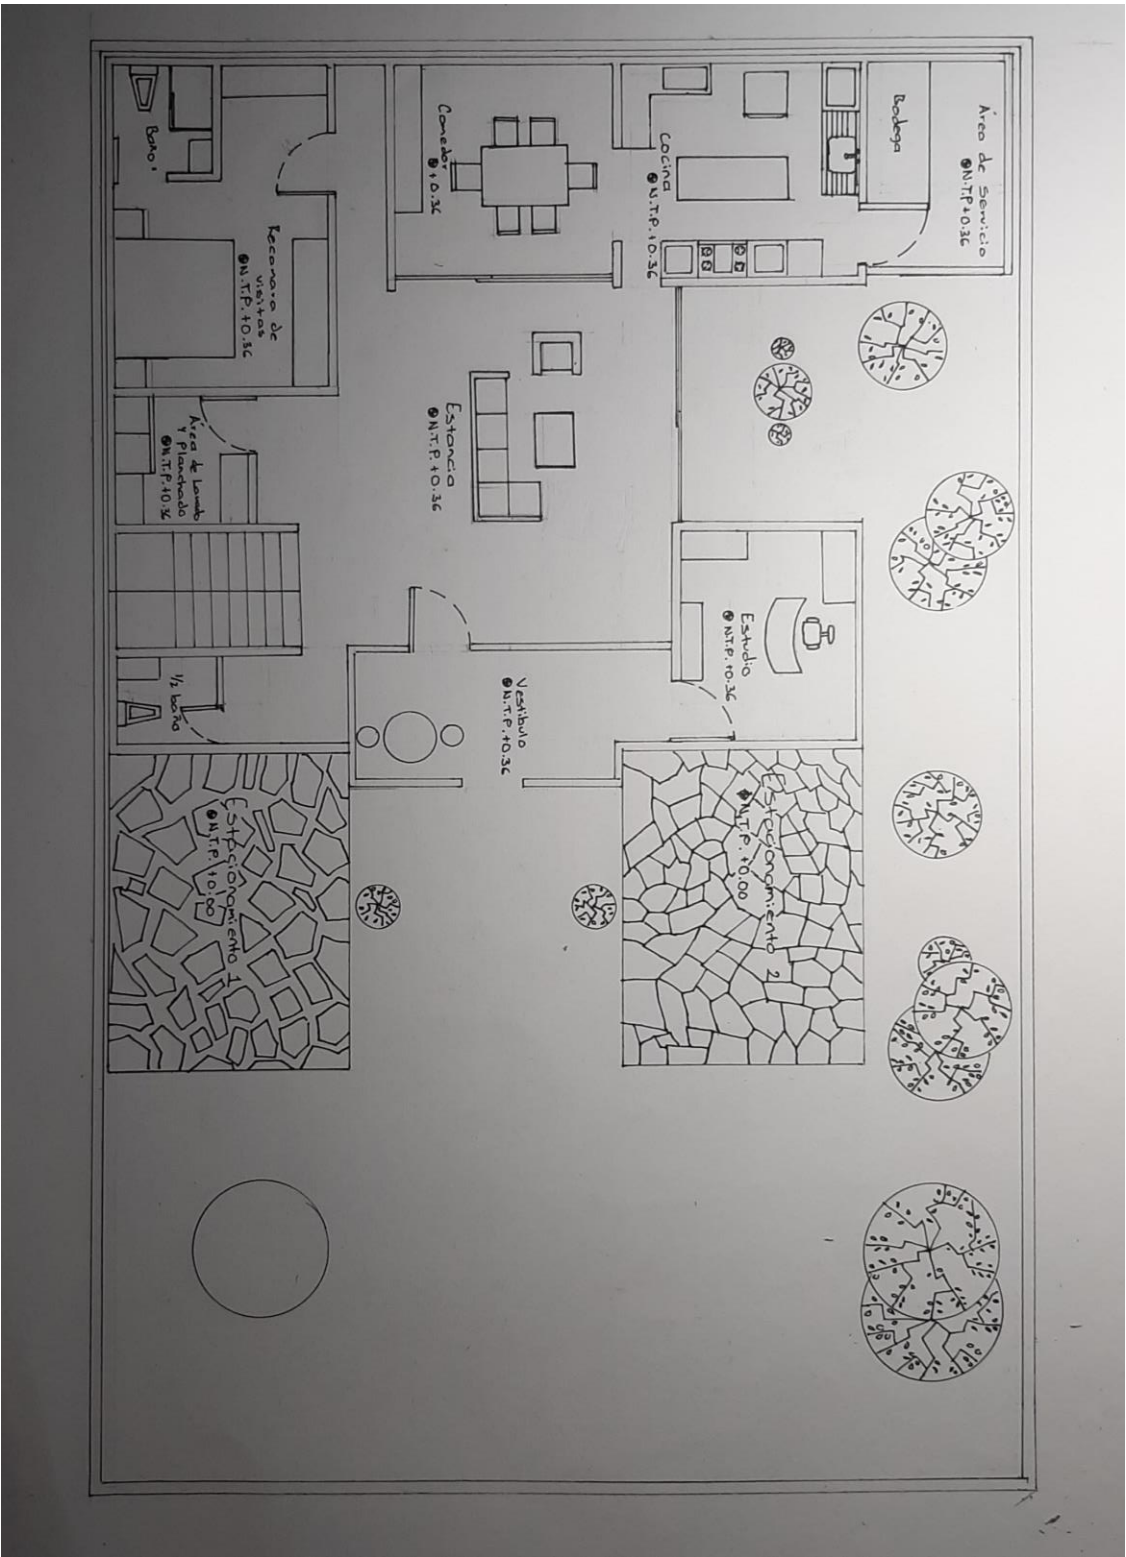 Baño 1
Recamara de
visitas
N.T.P. +0.36
Comedor
+0.36
Cocina
N.T.P. +0.36
Bodega
Área de Servicio
N.T.P +0.36
Área de Lavado
Y planchado
N.T.P. +0.36
Estancia
N.T.P. +0.36
Estudio
N.T.P. +0.36
Vestibulo
N.T.P. +0.36
1/2 baño
Estacionamiento 1
N.T.P. +0.00
Estacionamiento 2
N.T.P. +0.00